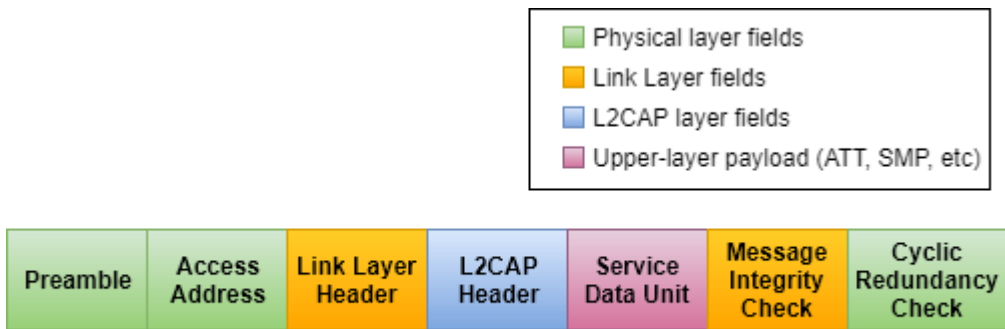 Physical layer fields
Link Layer fields
L2CAP layer fields
Upper-layer payload (ATT, SMP, etc)
Preamble
Access
Address
Link Layer
Header
L2CAP
Header
Service
Data Unit
Message
Integrity
Check
Cyclic
Redundancy
Check